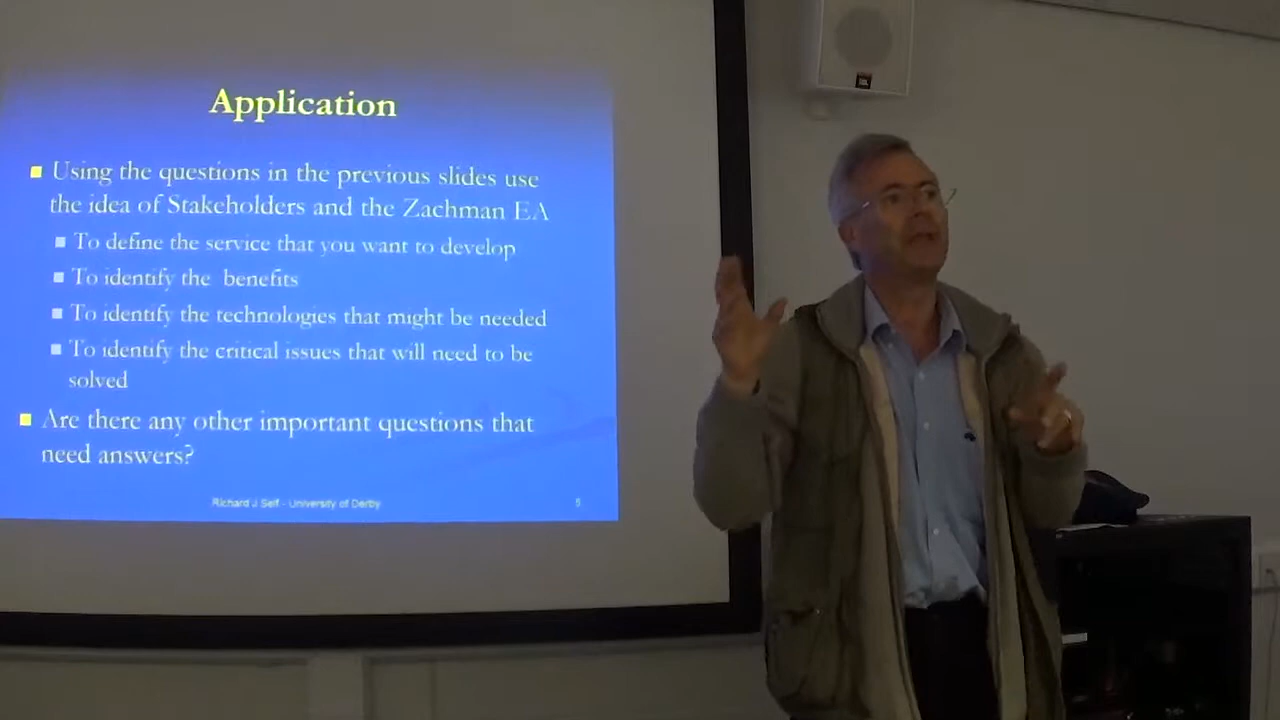 Application
Using the questions in the previous slides use
the idea of Stakeholders and the Zachman EA
To define the service that you want to develop
To identify the benefits
To identify the technologies that might be needed
To identify the critical issues that will need to be
solved
Are there any other important questions that
need answers?
Richard J Self - University of Derby 5
JBL